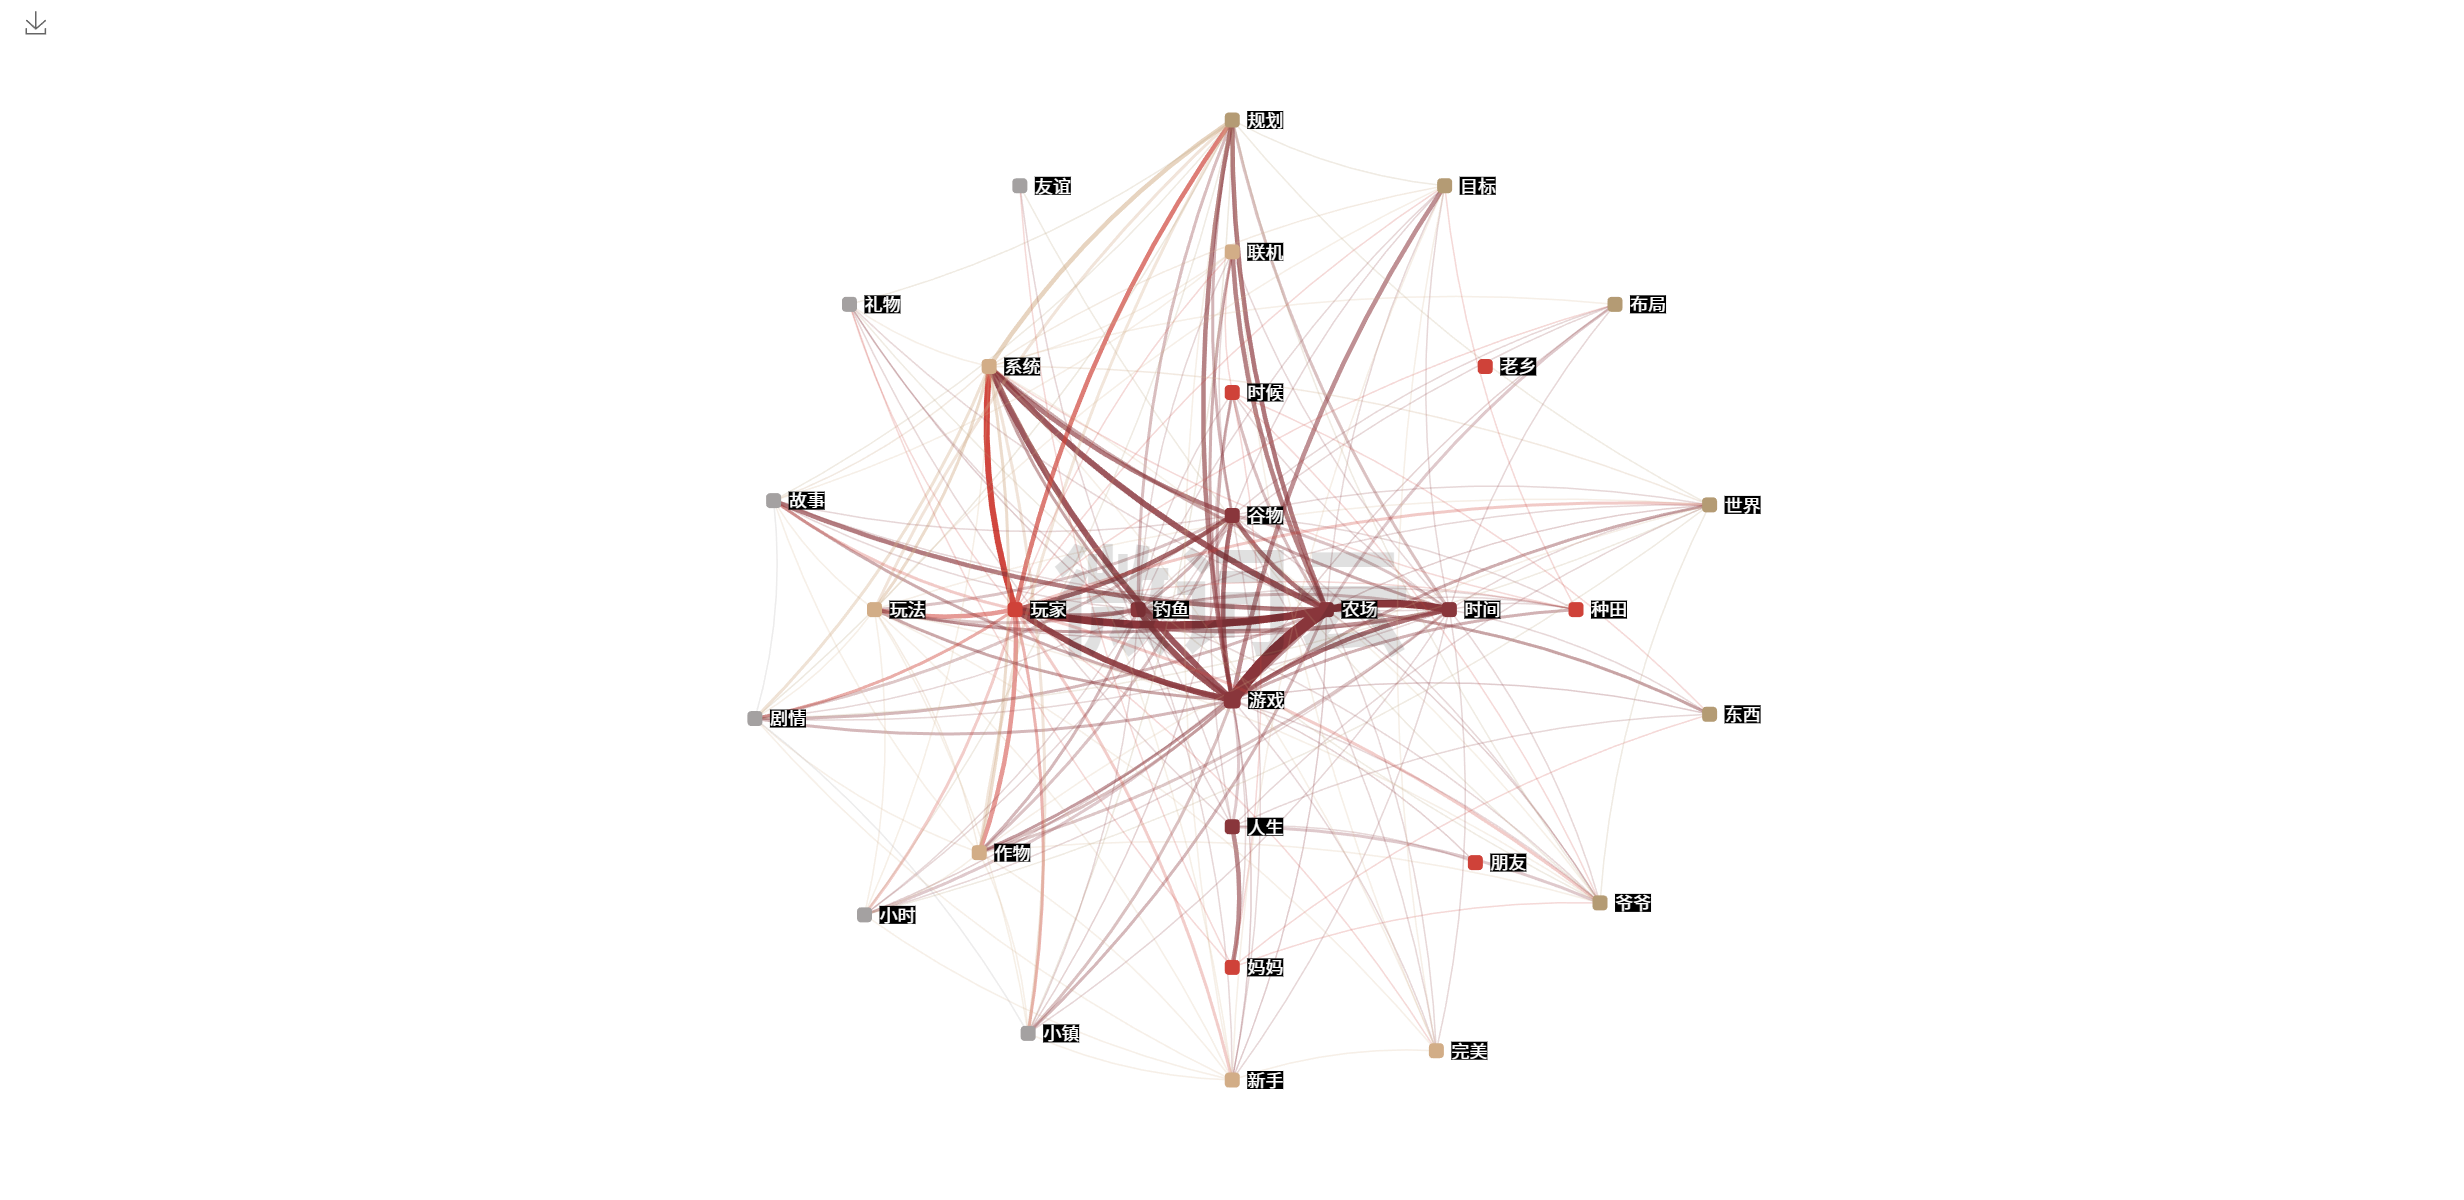 规划
友谊
目标
联机
礼物
布局
系统
老乡
时候
故事
世界
谷物
玩法
玩家
钓鱼
农场
时间
种田
游戏
东西
剧情
人生
作物
朋友
爷爷
小时
妈妈
小镇
完美
新手